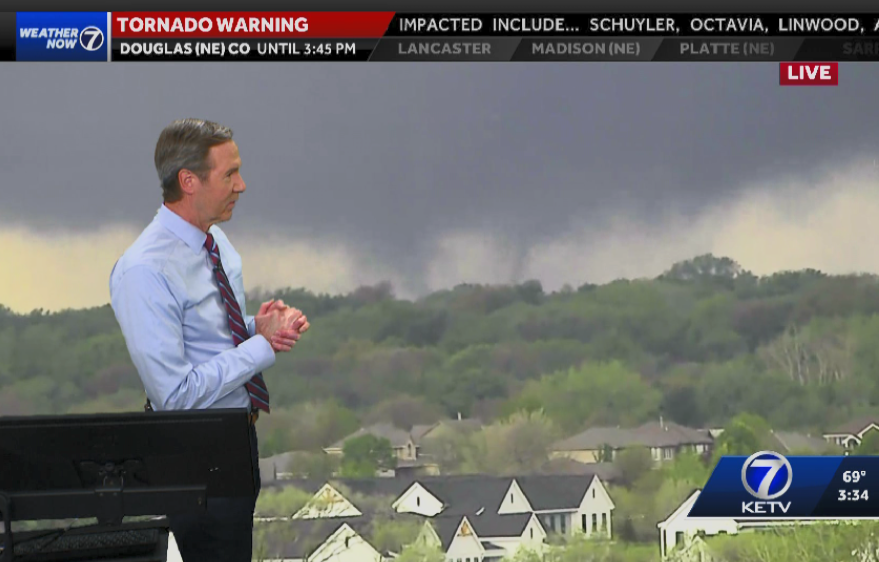 WEATHER
NOW 7
TORNADO WARNING
DOUGLAS (NE) CO UNTIL 3:45 PM
IMPACTED INCLUDE... SCHUYLER, OCTAVIA, LINWOOD,
LANCASTER MADISON (NE) PLATTE (NE)
LIVE
7
KETV
69°
3:34